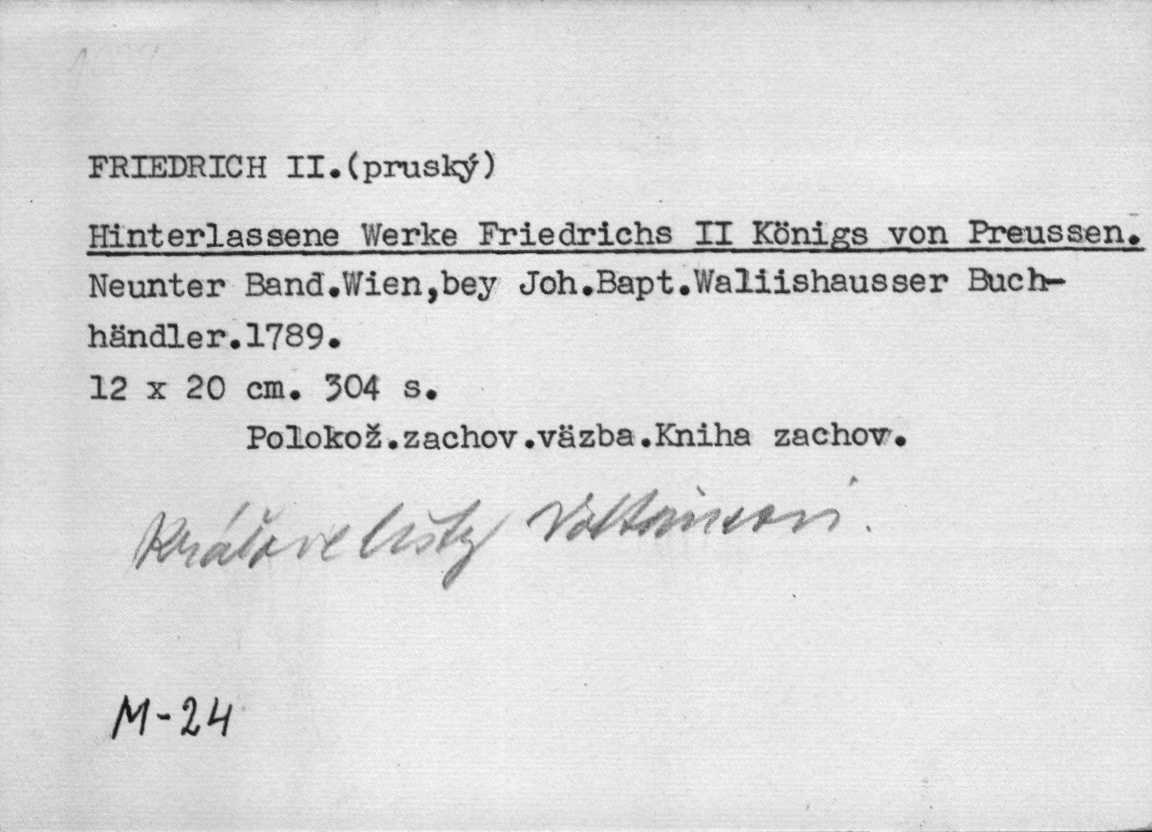 FRIEDRICH II.(pruský)
Hinterlassene Werke Friedrichs II Königs von Preussen.
Neunter Band.Wien,bey Joh.Bapt.Waliishausser Buch-
händler.1789.
12 x 20 cm. 304 s.
Polokož.zachov.väzba.Kniha zachov.
Kráľove listy Voltairovi.
M-24